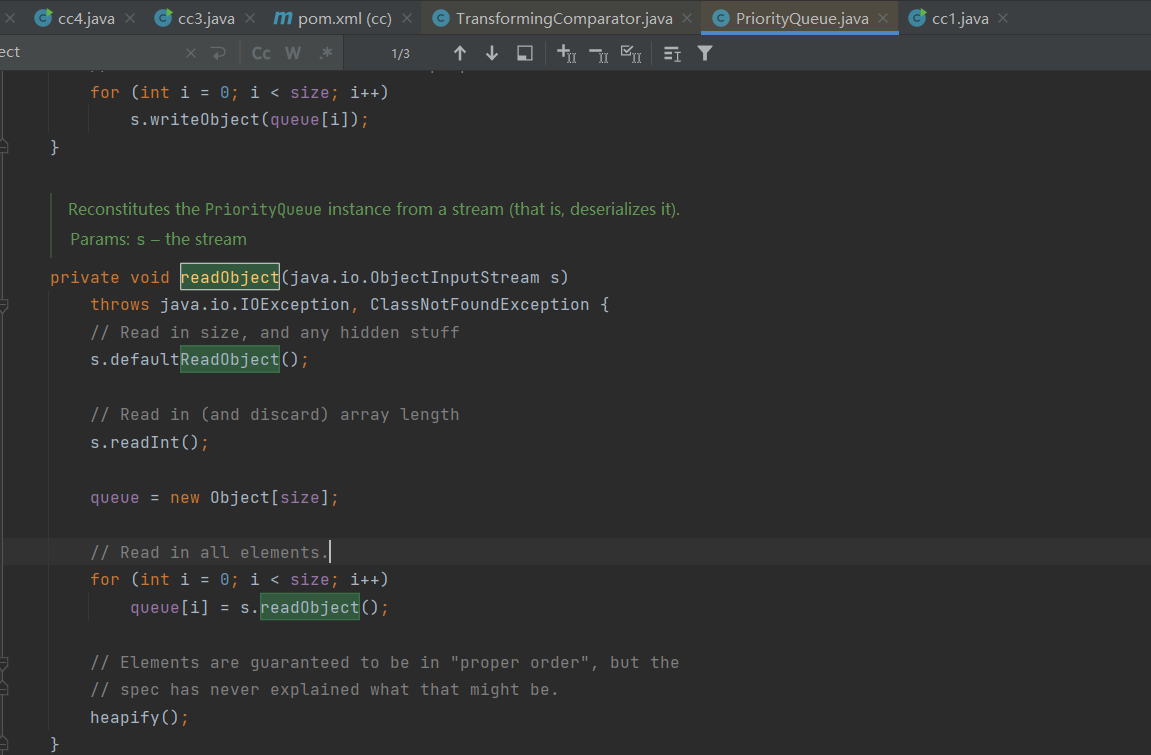 cc4.java cc3.java pom.xml (cc) TransformingComparator.java PriorityQueue.java cc1.java
ect Cc W .* 1/3
for (int i = 0; i < size; i++)
s.writeObject(queue[i]);
}
Reconstitutes the PriorityQueue instance from a stream (that is, deserializes it).
Params: s – the stream
private void readObject(java.io.ObjectInputStream s)
throws java.io.IOException, ClassNotFoundException {
// Read in size, and any hidden stuff
s.defaultReadObject();
// Read in (and discard) array length
s.readInt();
queue = new Object[size];
// Read in all elements.
for (int i = 0; i < size; i++)
queue[i] = s.readObject();
// Elements are guaranteed to be in "proper order", but the
// spec has never explained what that might be.
heapify();
}